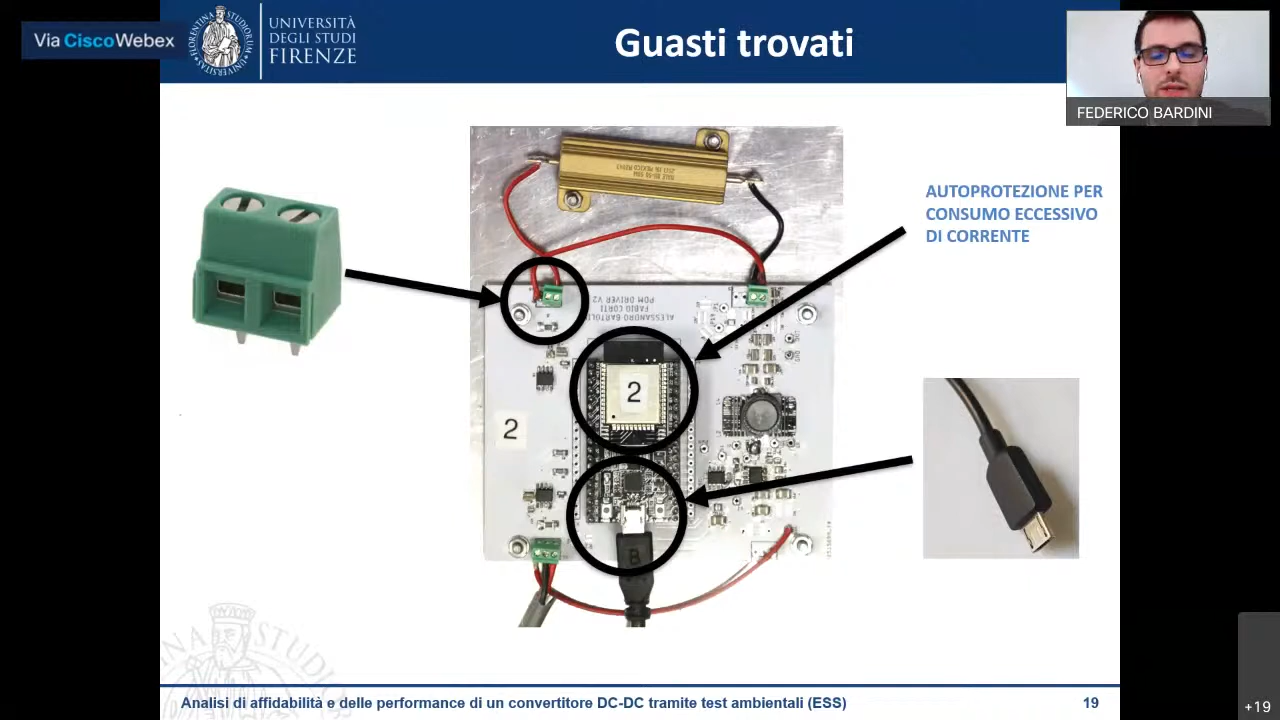 Via CiscoWebex
UNIVERSITÀ
DEGLI STUDI
FIRENZE
Guasti trovati
FEDERICO BARDINI
AUTOPROTEZIONE PER
CONSUMO ECCESSIVO
DI CORRENTE
PDM DRIVER V2
FABIO CORTI
ALESSANDRO BARTOLI
2
2
B
Analisi di affidabilità e delle performance di un convertitore DC-DC tramite test ambientali (ESS)
19
+19